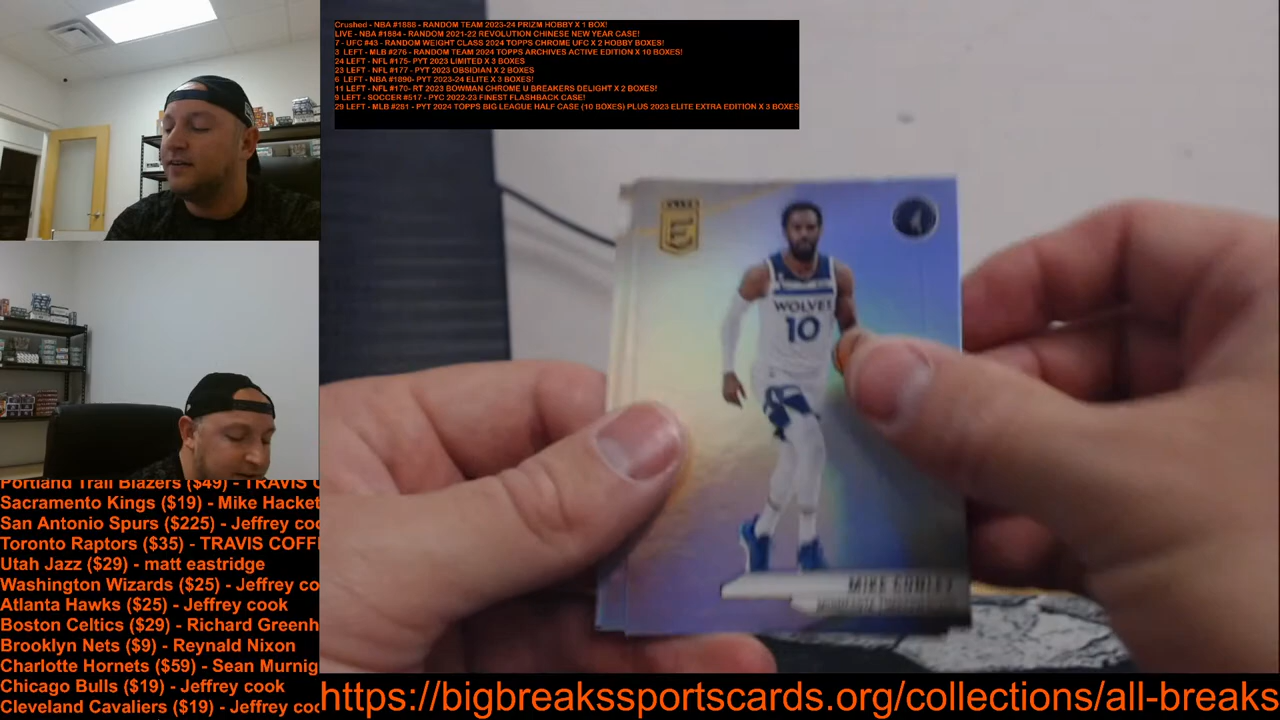 Crushed - NBA #1888 - RANDOM TEAM 2023-24 PRIZM HOBBY X 1 BOX!
LIVE - NBA #1884 - RANDOM 2021-22 REVOLUTION CHINESE NEW YEAR CASE!
7 - UFC #43 - RANDOM WEIGHT CLASS 2024 TOPPS CHROME UFC X 2 HOBBY BOXES!
3 LEFT - MLB #276 - RANDOM TEAM 2024 TOPPS ARCHIVES ACTIVE EDITION X 10 BOXES!
24 LEFT - NFL #175- PYT 2023 LIMITED X 3 BOXES
23 LEFT - NFL #177 - PYT 2023 OBSIDIAN X 2 BOXES
6 LEFT - NBA #1890- PYT 2023-24 ELITE X 3 BOXES!
11 LEFT - NFL #170- RT 2023 BOWMAN CHROME U BREAKERS DELIGHT X 2 BOXES!
9 LEFT - SOCCER #517 - PYC 2022-23 FINEST FLASHBACK CASE!
29 LEFT - MLB #281 - PYT 2024 TOPPS BIG LEAGUE HALF CASE (10 BOXES) PLUS 2023 ELITE EXTRA EDITION X 3 BOXES
E
WOLVES
10
MIKE CONLEY
Portland Trail Blazers ($49) - TRAVIS C
Sacramento Kings ($19) - Mike Hacket
San Antonio Spurs ($225) - Jeffrey coo
Toronto Raptors ($35) - TRAVIS COFF
Utah Jazz ($29) - matt eastridge
Washington Wizards ($25) - Jeffrey co
Atlanta Hawks ($25) - Jeffrey cook
Boston Celtics ($29) - Richard Greenh
Brooklyn Nets ($9) - Reynald Nixon
Charlotte Hornets ($59) - Sean Murnig
Chicago Bulls ($19) - Jeffrey cook
Cleveland Cavaliers ($19) - Jeffrey coo
https://bigbreakssportscards.org/collections/all-breaks